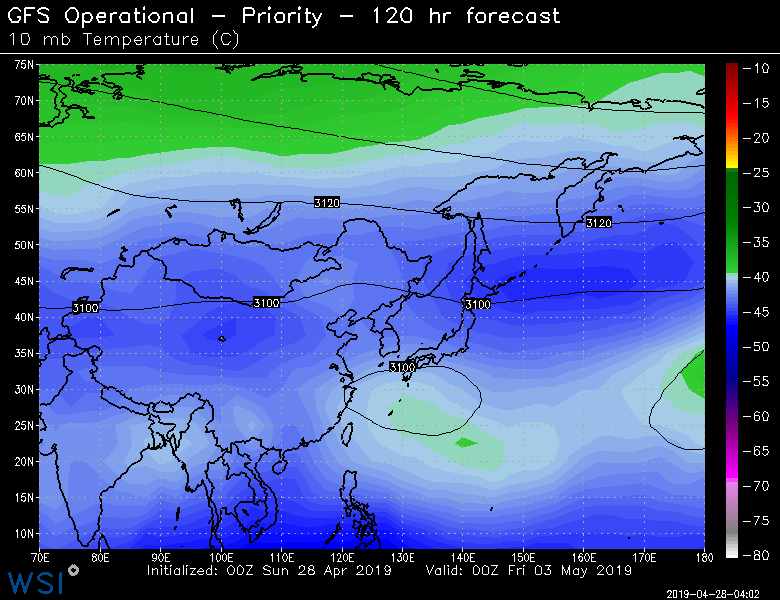 GFS Operational – Priority – 120 hr forecast
10 mb Temperature (C)
75N
70N
65N
60N
55N
50N
45N
40N
35N
30N
25N
20N
15N
10N
3120
3120
3100
3100
3100
3100
−10
−15
−20
−25
−30
−35
−40
−45
−50
−55
−60
−65
−70
−75
−80
70E 80E 90E 100E 110E 120E 130E 140E 150E 160E 170E 180
Initialized: 00Z Sun 28 Apr 2019 Valid: 00Z Fri 03 May 2019
WSI
2019-04-28-04:02